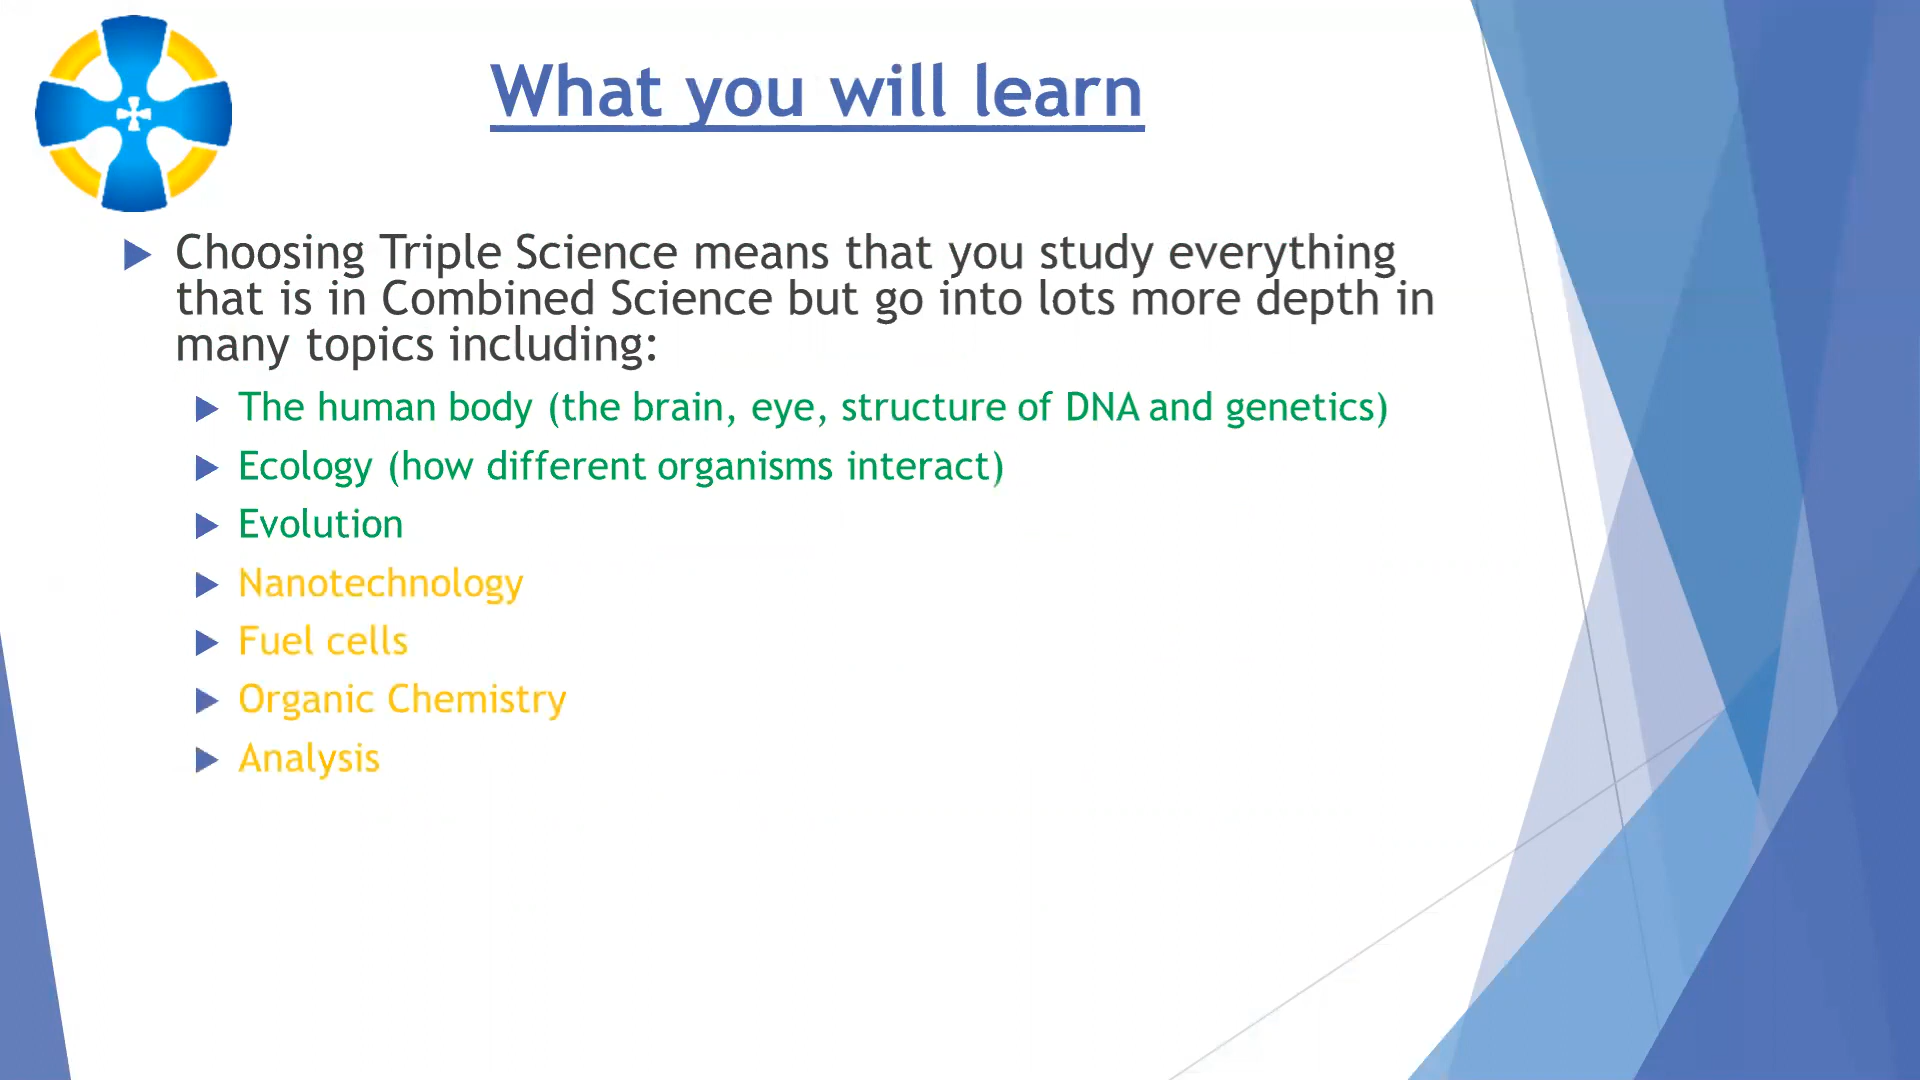 What you will learn
Choosing Triple Science means that you study everything
that is in Combined Science but go into lots more depth in
many topics including:
The human body (the brain, eye, structure of DNA and genetics)
Ecology (how different organisms interact)
Evolution
Nanotechnology
Fuel cells
Organic Chemistry
Analysis